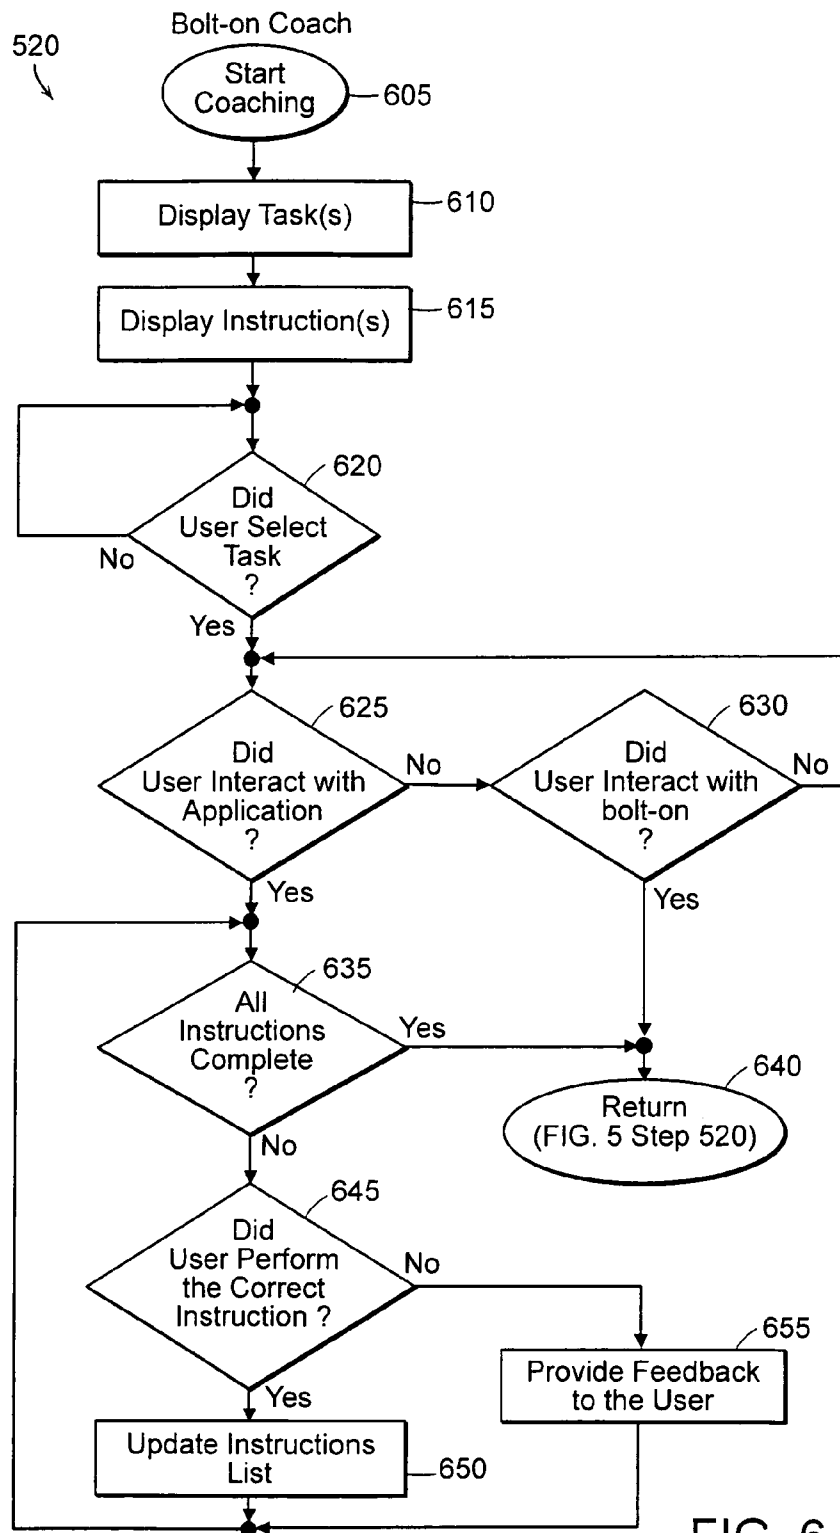 Bolt-on Coach
520
Start
Coaching
605
Display Task(s)
610
Display Instruction(s)
615
620
Did
User Select
Task
?
No
Yes
625
Did
User Interact with
Application
?
No
630
Did
User Interact with
bolt-on
?
No
Yes
Yes
635
All
Instructions
Complete
?
Yes
No
640
Return
(FIG. 5 Step 520)
645
Did
User Perform
the Correct
Instruction ?
No
Yes
655
Provide Feedback
to the User
Update Instructions
List
650
FIG. 6